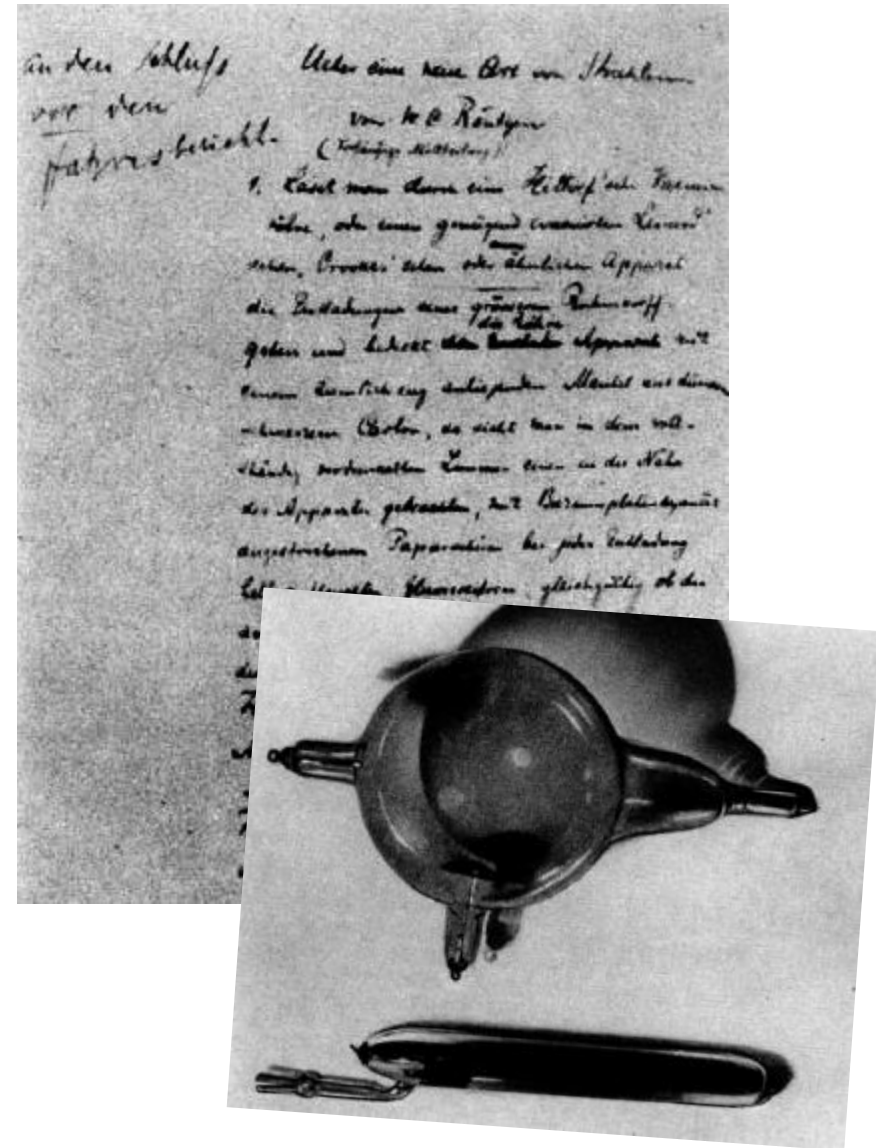 an den Schluss
vor den
Jahresbericht.
Ueber eine neue Art von Strahlen
von W C Röntgen
(Vorläufige Mittheilung)
1. Lässt man durch eine Hittorf'sche Vacuum
röhre, oder einen genügend evacuirten Lenard'
schen, Crookes'schen oder ähnlichen Apparat
die Entladungen eines grösseren Ruhmkorff
die Röhre
gehen und bedeckt Apparat mit
einem ziemlich eng anliegenden Mantel aus dünnem
schwarzem Carton, so sieht man in dem voll-
ständig verdunkelten Zimmer einen in die Nähe
des Apparates gebrachten, mit Bariumplatincyanür
angestrichenen Papierschirm bei jeder Entladung
hell fluoresciren, gleichgültig ob die